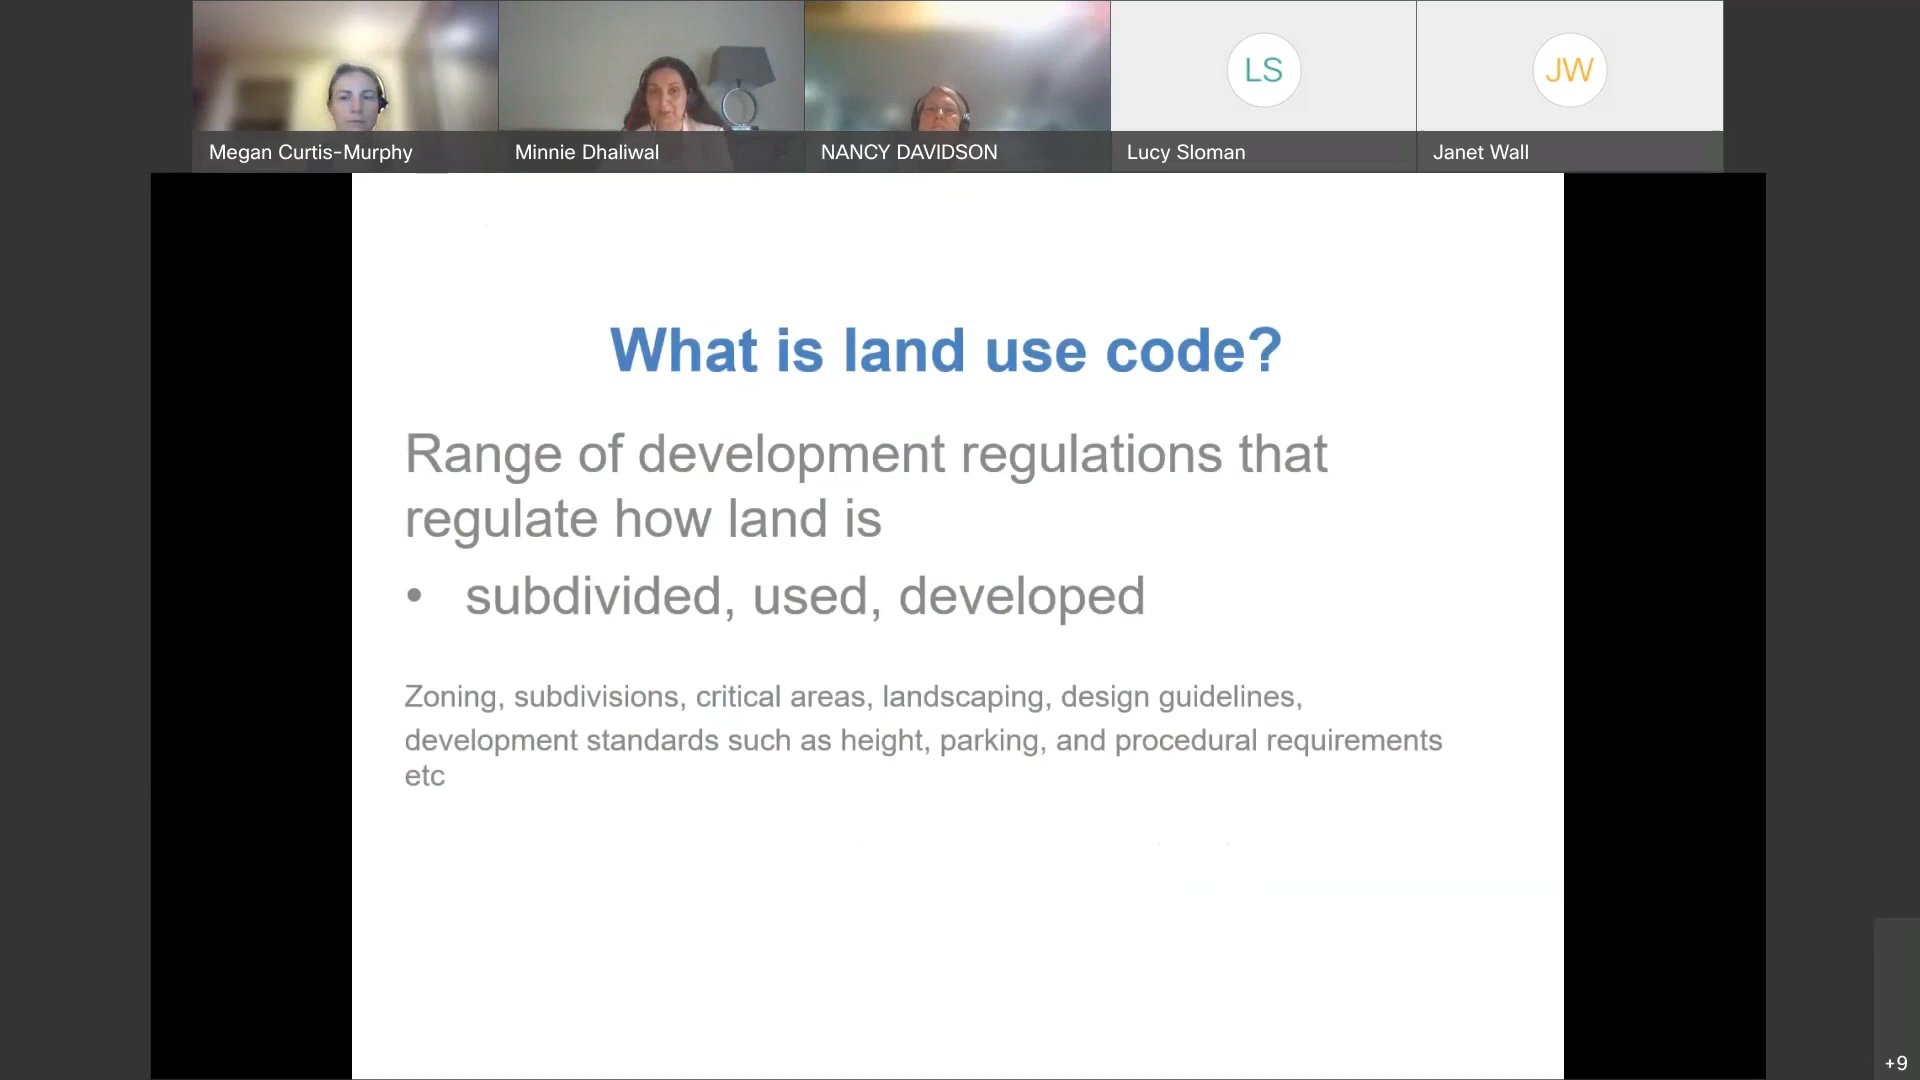 LS
JW
Megan Curtis-Murphy
Minnie Dhaliwal
NANCY DAVIDSON
Lucy Sloman
Janet Wall
What is land use code?
Range of development regulations that
regulate how land is
• subdivided, used, developed
Zoning, subdivisions, critical areas, landscaping, design guidelines,
development standards such as height, parking, and procedural requirements
etc
+9